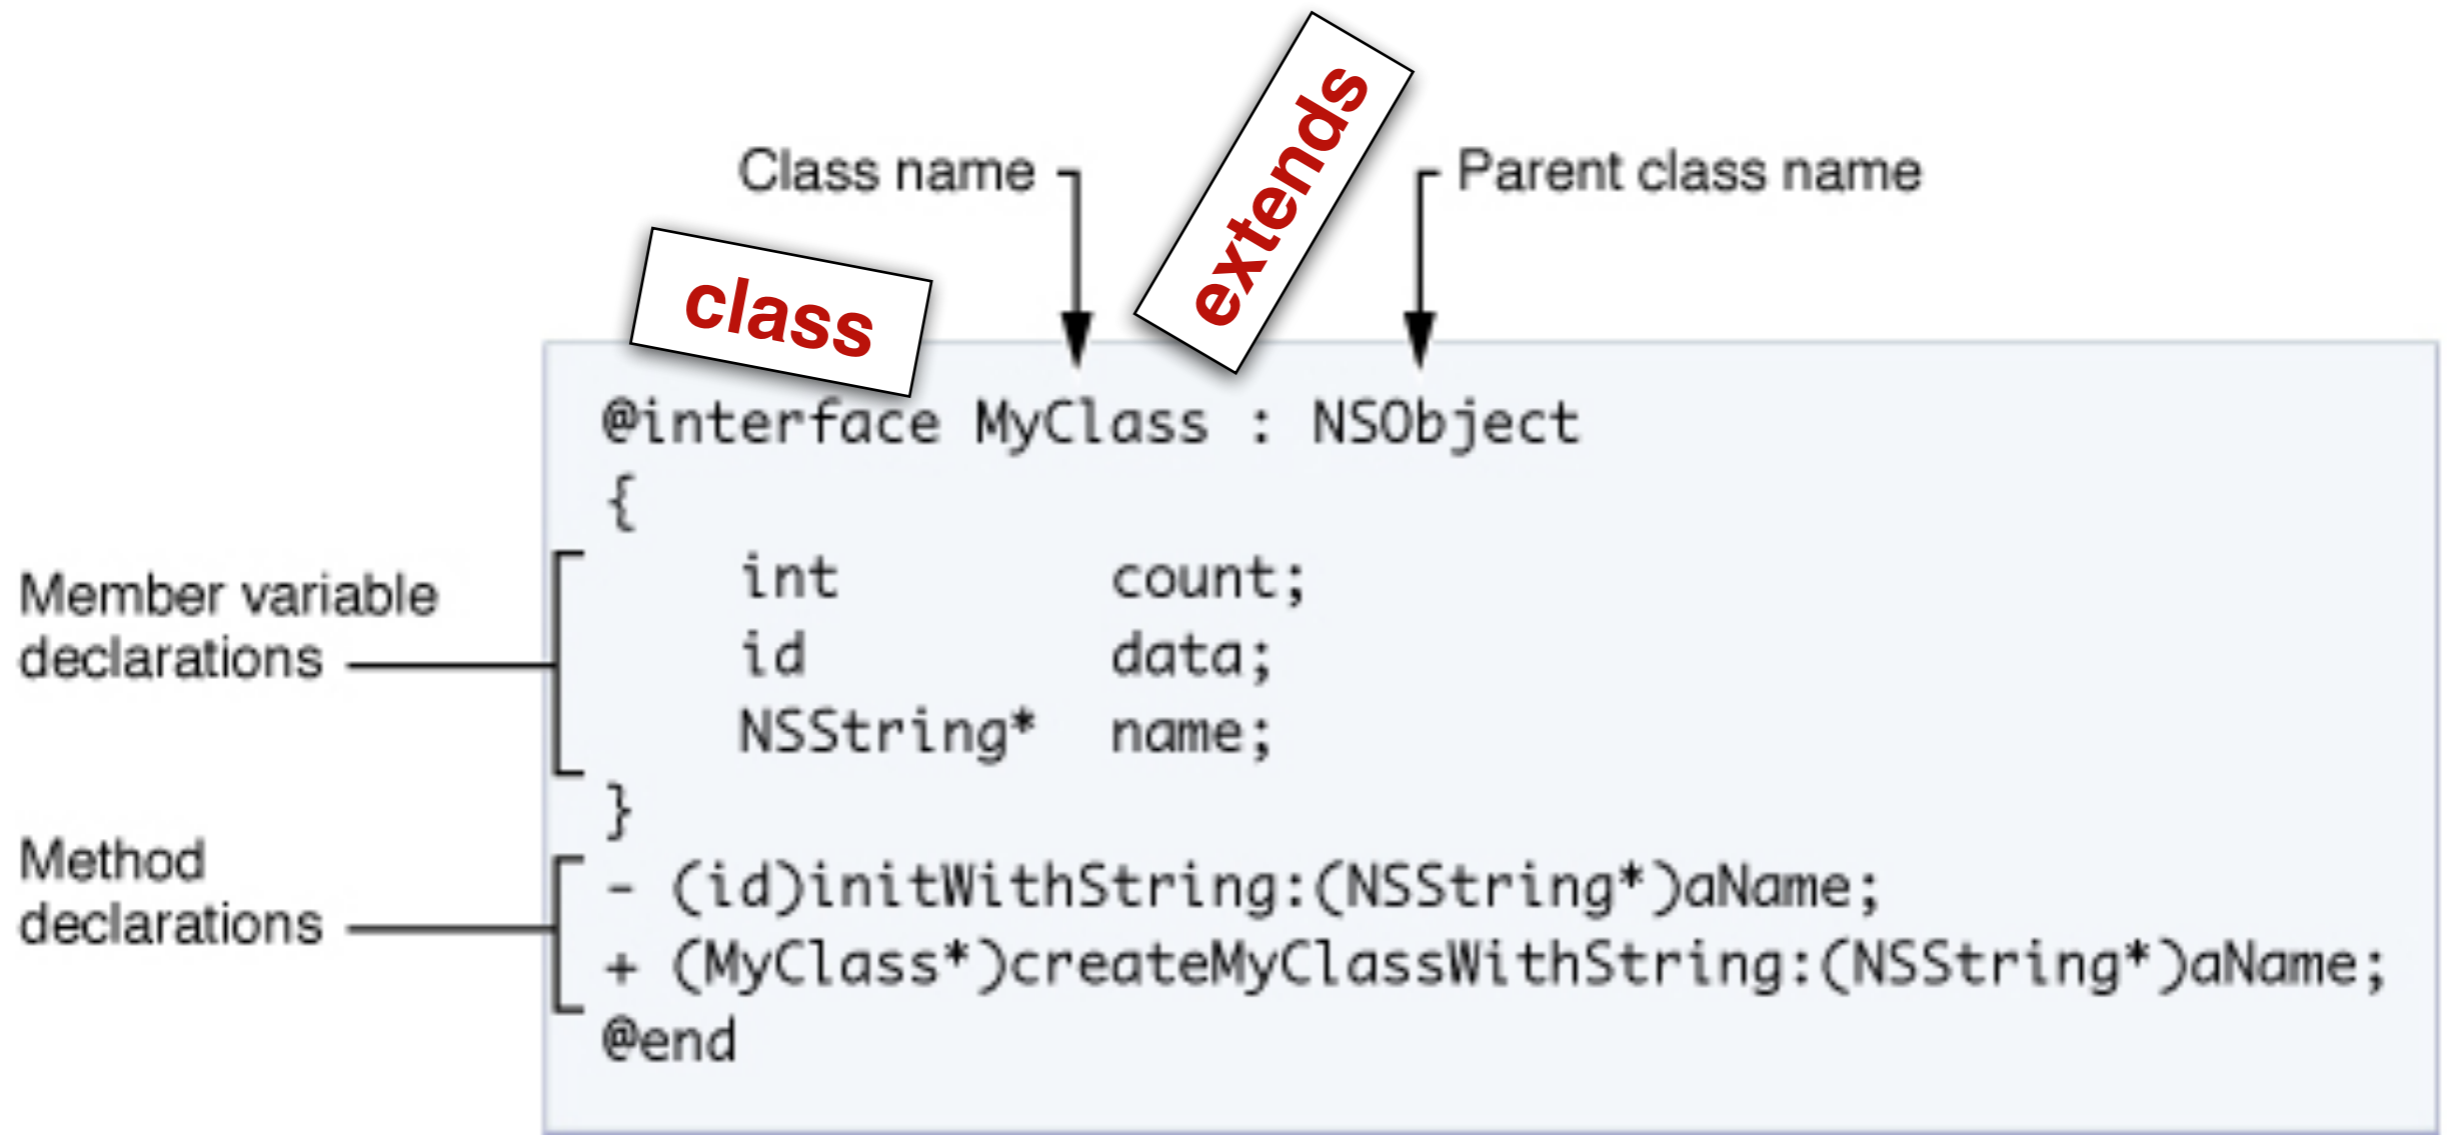 extends
Class name
Parent class name
class
@interface MyClass : NSObject
{
int count;
id data;
NSString* name;
}
Member variable
declarations
Method
declarations
- (id)initWithString:(NSString*)aName;
+ (MyClass*)createMyClassWithString:(NSString*)aName;
@end